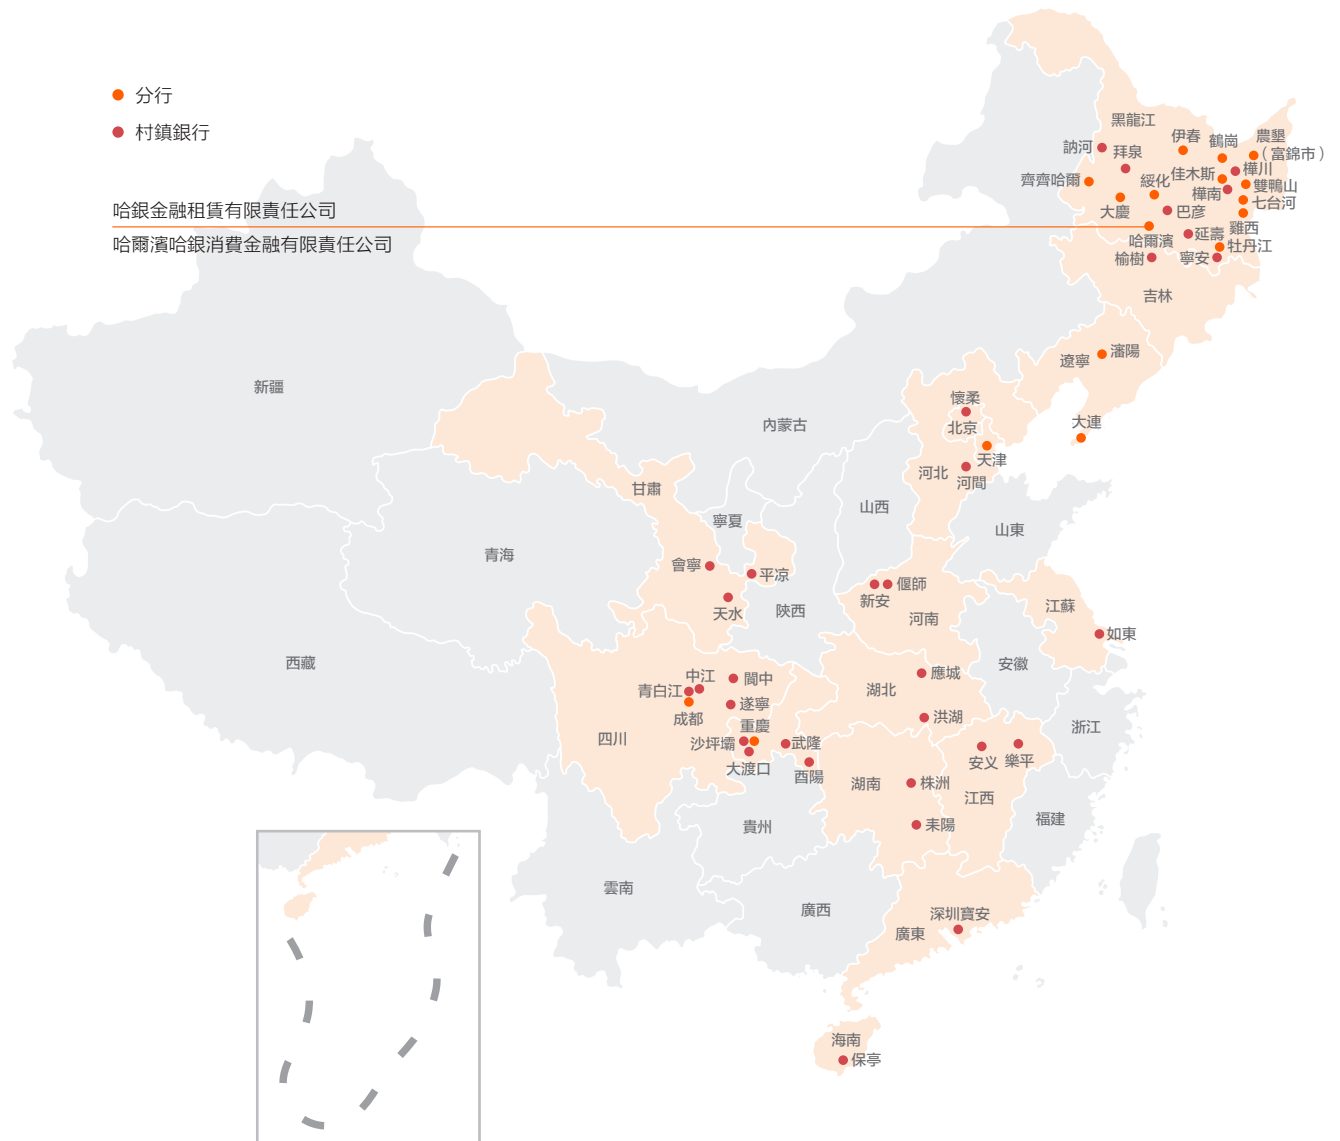 分行
村鎮銀行
哈銀金融租賃有限責任公司
哈爾濱哈銀消費金融有限責任公司
黑龍江
訥河
拜泉
伊春
鶴崗
農墾
（富錦市）
齊齊哈爾
綏化
佳木斯
樺川
樺南
雙鴨山
大慶
巴彥
七台河
哈爾濱
延壽
雞西
牡丹江
榆樹
寧安
吉林
遼寧
瀋陽
大連
新疆
內蒙古
懷柔
北京
天津
河北
河間
甘肅
寧夏
山西
山東
青海
會寧
平凉
天水
陝西
新安
偃師
河南
江蘇
如東
西藏
安徽
青白江
中江
閬中
成都
遂寧
湖北
應城
洪湖
浙江
四川
重慶
沙坪壩
大渡口
武隆
酉陽
安义
樂平
湖南
株洲
江西
耒陽
福建
貴州
雲南
廣西
深圳寶安
廣東
海南
保亭